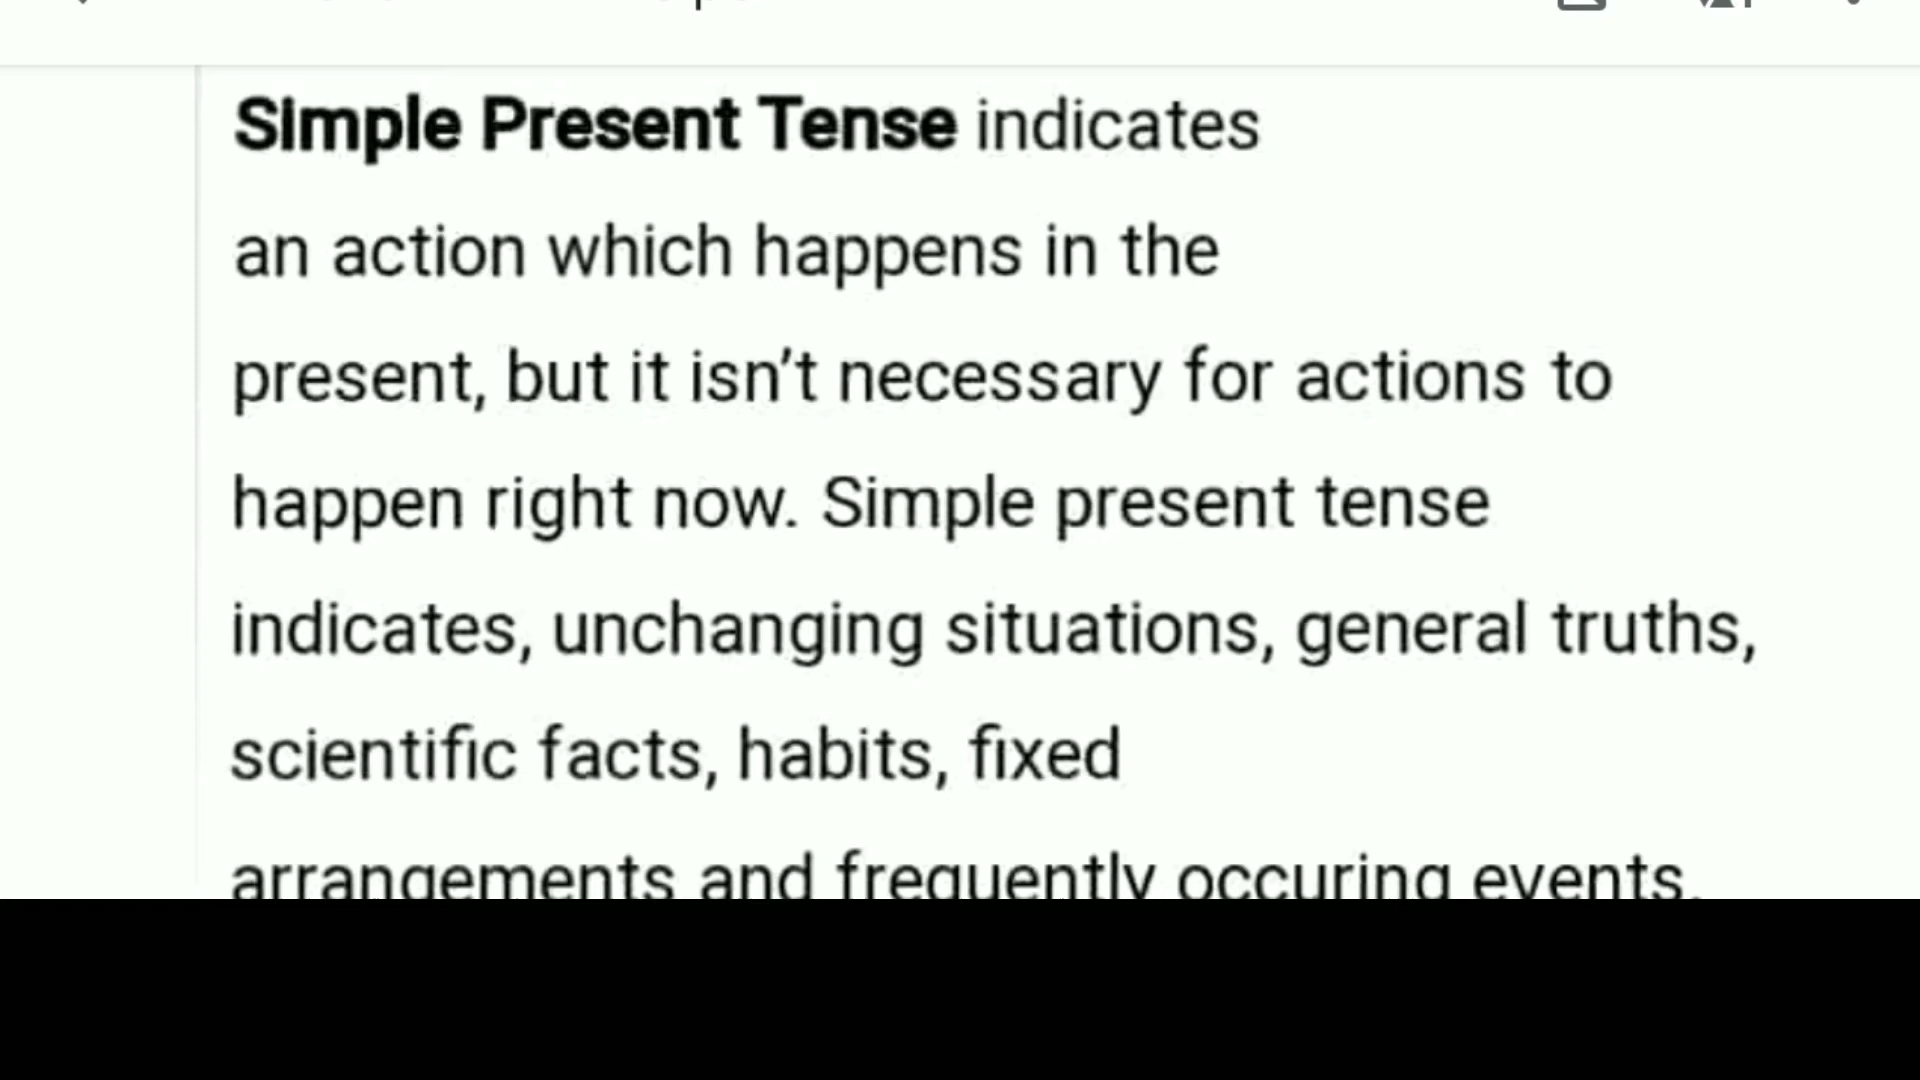 Simple Present Tense indicates
an action which happens in the
present, but it isn’t necessary for actions to
happen right now. Simple present tense
indicates, unchanging situations, general truths,
scientific facts, habits, fixed
arrangements and frequently occuring events.